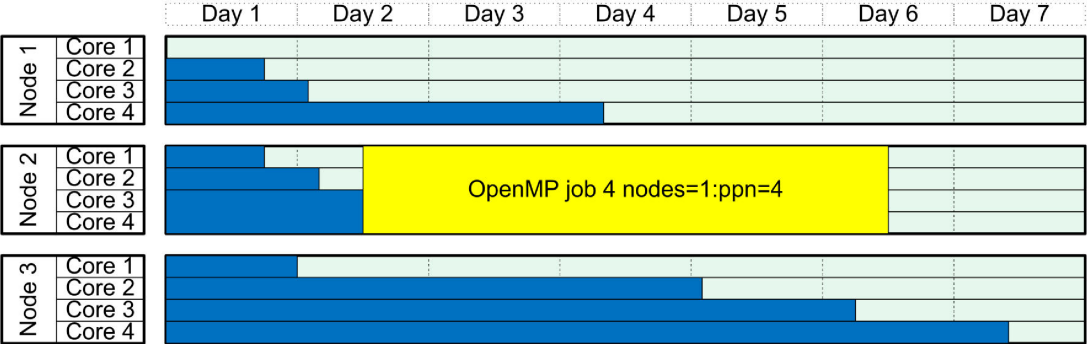 Day 1 Day 2 Day 3 Day 4 Day 5 Day 6 Day 7
Node 1
Core 1
Core 2
Core 3
Core 4
Node 2
Core 1
Core 2
Core 3
Core 4
OpenMP job 4 nodes=1:ppn=4
Node 3
Core 1
Core 2
Core 3
Core 4